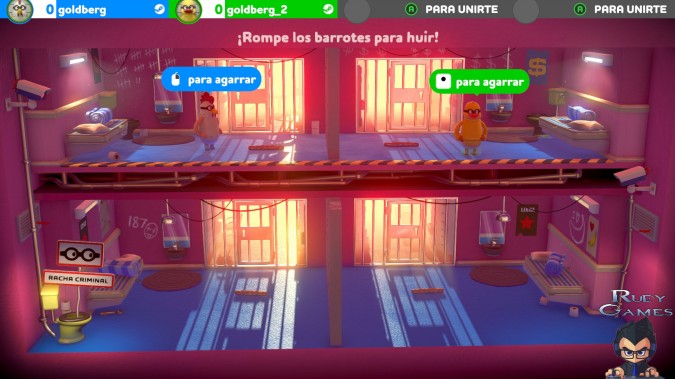 0 goldberg
0 goldberg_2
A PARA UNIRTE
A PARA UNIRTE
¡Rompe los barrotes para huir!
para agarrar
para agarrar
187
$
RACHA CRIMINAL
RUEY
GAMES